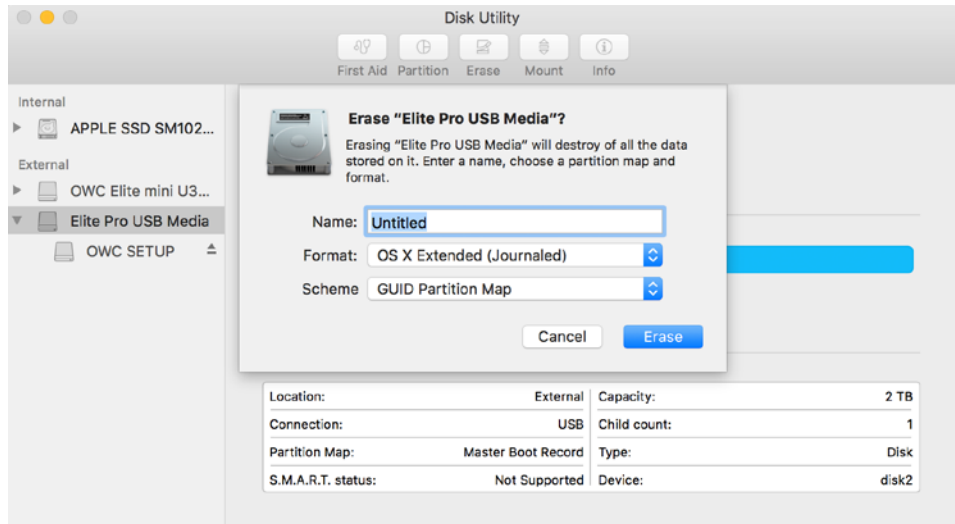 Disk Utility
First Aid Partition Erase Mount Info
Internal
APPLE SSD SM102...
External
OWC Elite mini U3...
Elite Pro USB Media
OWC SETUP
Erase “Elite Pro USB Media”?
Erasing “Elite Pro USB Media” will destroy of all the data
stored on it. Enter a name, choose a partition map and
format.
Name: Untitled
Format: OS X Extended (Journaled)
Scheme GUID Partition Map
Cancel Erase
Location: External Capacity: 2 TB
Connection: USB Child count: 1
Partition Map: Master Boot Record Type: Disk
S.M.A.R.T. status: Not Supported Device: disk2